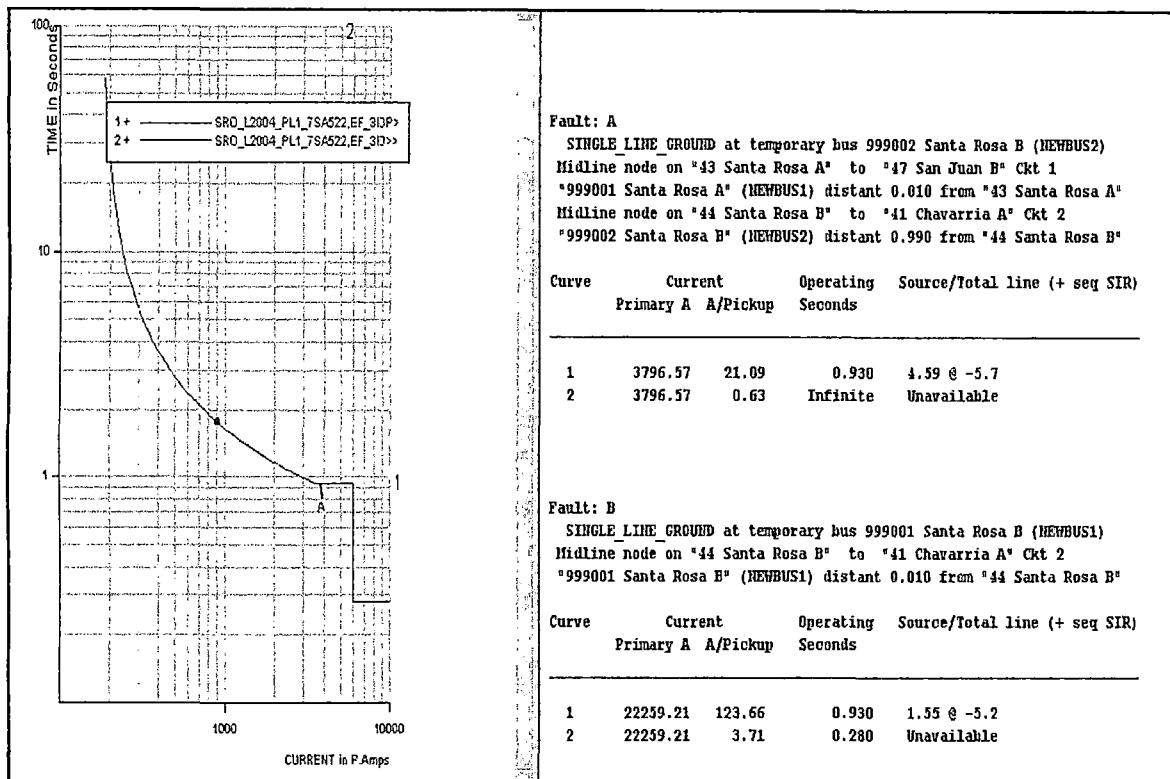 100
2
TIME in Seconds
1+ SRO_L2004_PL1_7SA522,EF_3I0P>
2+ SRO_L2004_PL1_7SA522,EF_3I0>>
10
1
1
A
1000
10000
CURRENT in P.Amps
Fault: A
SINGLE_LINE_GROUND at temporary bus 999002 Santa Rosa B (NEWBUS2)
Midline node on "43 Santa Rosa A" to "47 San Juan B" Ckt 1
"999001 Santa Rosa A" (NEWBUS1) distant 0.010 from "43 Santa Rosa A"
Midline node on "44 Santa Rosa B" to "41 Chavarria A" Ckt 2
"999002 Santa Rosa B" (NEWBUS2) distant 0.990 from "44 Santa Rosa B"
Curve Current Operating Source/Total line (+ seq SIR)
Primary A A/Pickup Seconds
1 3796.57 21.09 0.930 4.59 @ -5.7
2 3796.57 0.63 Infinite Unavailable
Fault: B
SINGLE_LINE_GROUND at temporary bus 999001 Santa Rosa B (NEWBUS1)
Midline node on "44 Santa Rosa B" to "41 Chavarria A" Ckt 2
"999001 Santa Rosa B" (NEWBUS1) distant 0.010 from "44 Santa Rosa B"
Curve Current Operating Source/Total line (+ seq SIR)
Primary A A/Pickup Seconds
1 22259.21 123.66 0.930 1.55 @ -5.2
2 22259.21 3.71 0.280 Unavailable